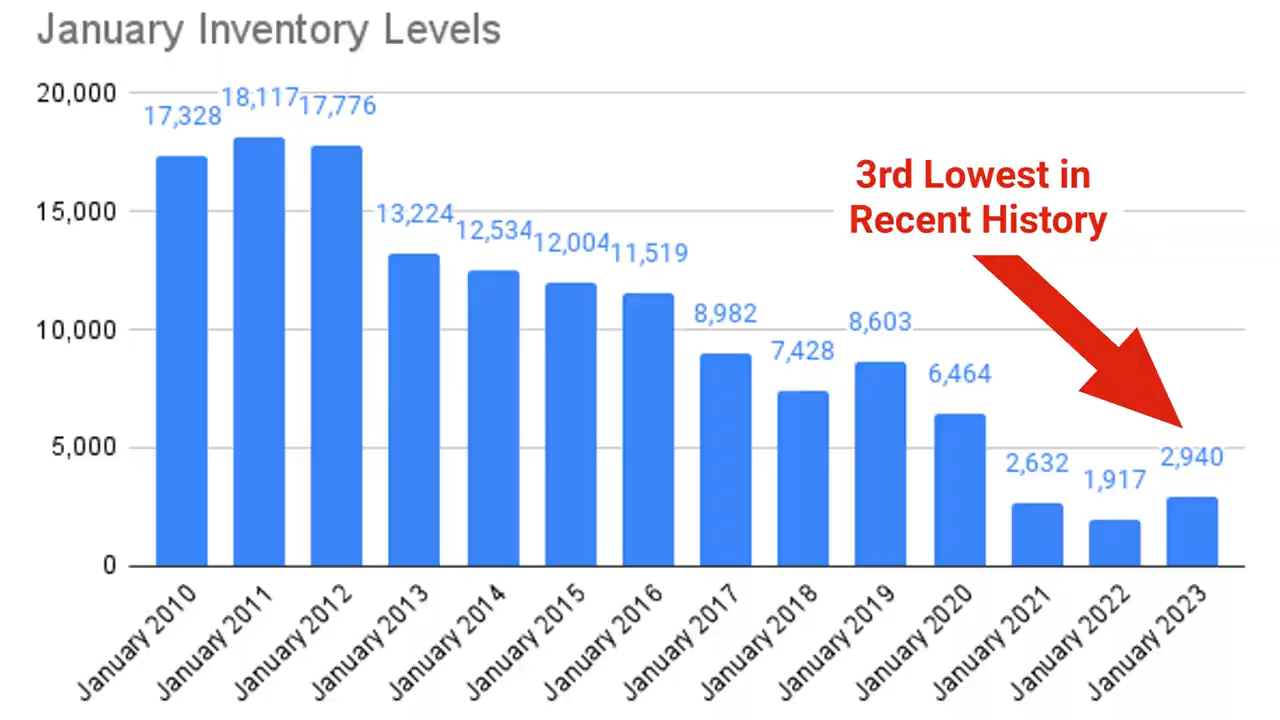 January Inventory Levels
20,000
15,000
10,000
5,000
0
17,328
18,117
17,776
13,224
12,534
12,004
11,519
8,982
7,428
8,603
6,464
2,632
1,917
2,940
3rd Lowest in
Recent History
January 2010
January 2011
January 2012
January 2013
January 2014
January 2015
January 2016
January 2017
January 2018
January 2019
January 2020
January 2021
January 2022
January 2023